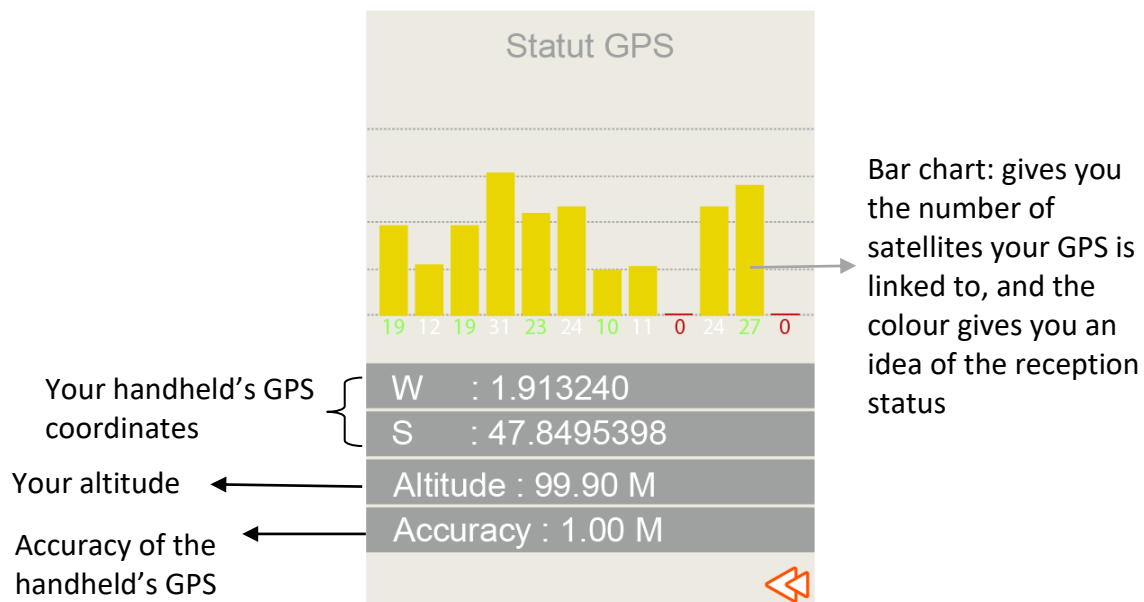 Statut GPS
19 12 19 31 23 24 10 11 0 24 27 0
Bar chart: gives you
the number of
satellites your GPS is
linked to, and the
colour gives you an
idea of the reception
status
Your handheld’s GPS
coordinates
W : 1.913240
S : 47.8495398
Your altitude
Altitude : 99.90 M
Accuracy of the
handheld’s GPS
Accuracy : 1.00 M